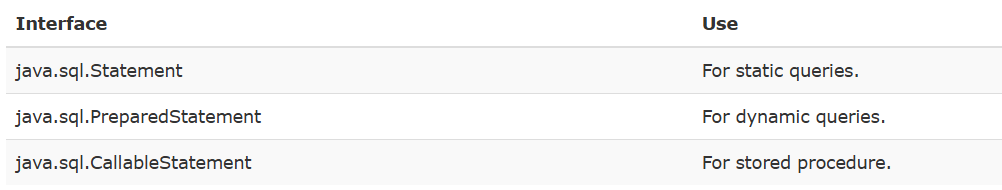 Interface Use
java.sql.Statement For static queries.
java.sql.PreparedStatement For dynamic queries.
java.sql.CallableStatement For stored procedure.